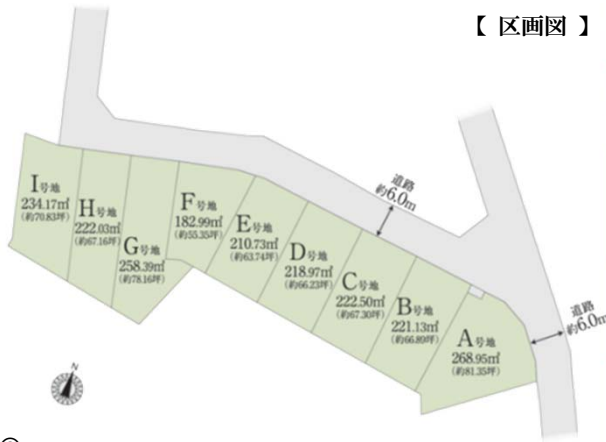 【 区画図 】
道路
約6.0m
I号地
234.17㎡
(約70.83坪)
H号地
222.03㎡
(約67.16坪)
G号地
258.39㎡
(約78.16坪)
F号地
182.99㎡
(約55.35坪)
E号地
210.73㎡
(約63.74坪)
D号地
218.97㎡
(約66.23坪)
C号地
222.50㎡
(約67.30坪)
B号地
221.13㎡
(約66.89坪)
A号地
268.95㎡
(約81.35坪)
道路
約6.0m
N